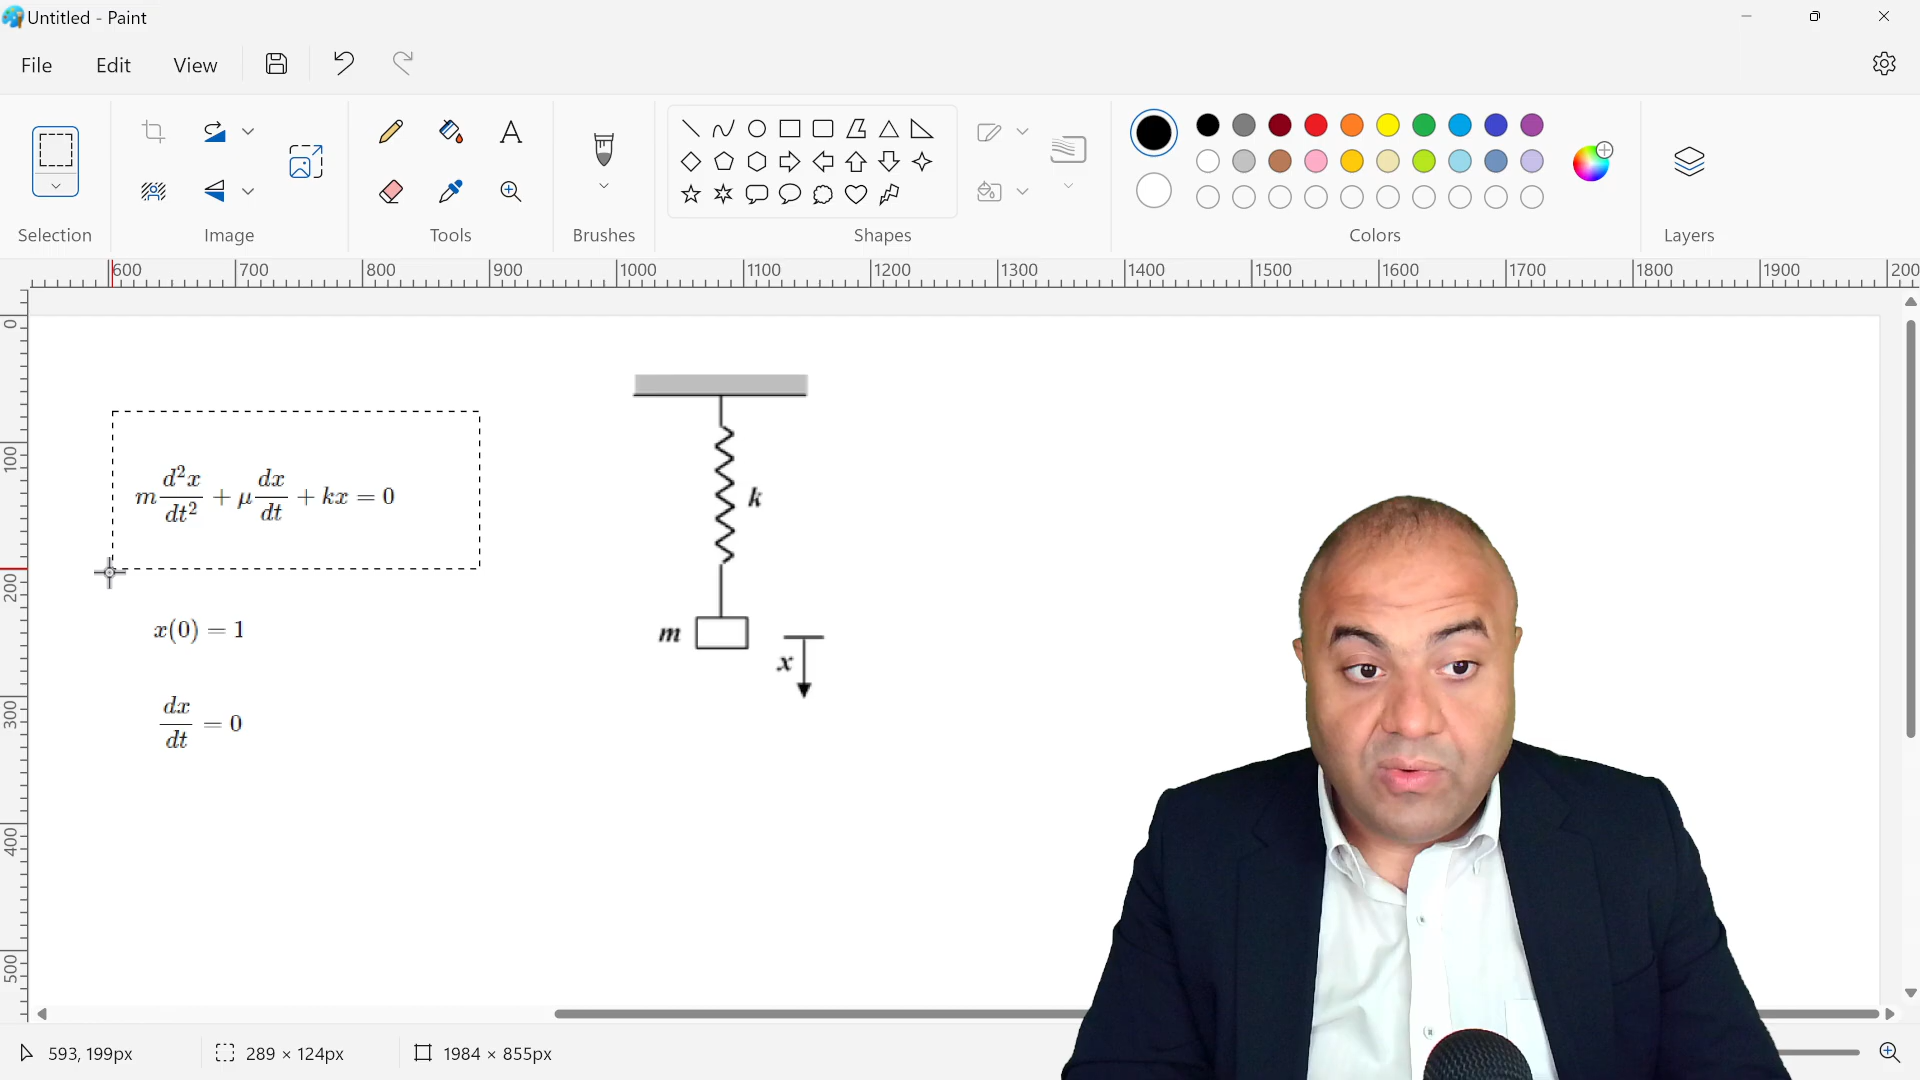 Untitled - Paint
File Edit View
Selection Image Tools Brushes Shapes Colors Layers
600 700 800 900 1000 1100 1200 1300 1400 1500 1600 1700 1800 1900 200
0
100
200
300
400
500
m d²x/dt² + μ dx/dt + kx = 0
x(0) = 1
dx/dt = 0
k
m
x
593, 199px 289 × 124px 1984 × 855px